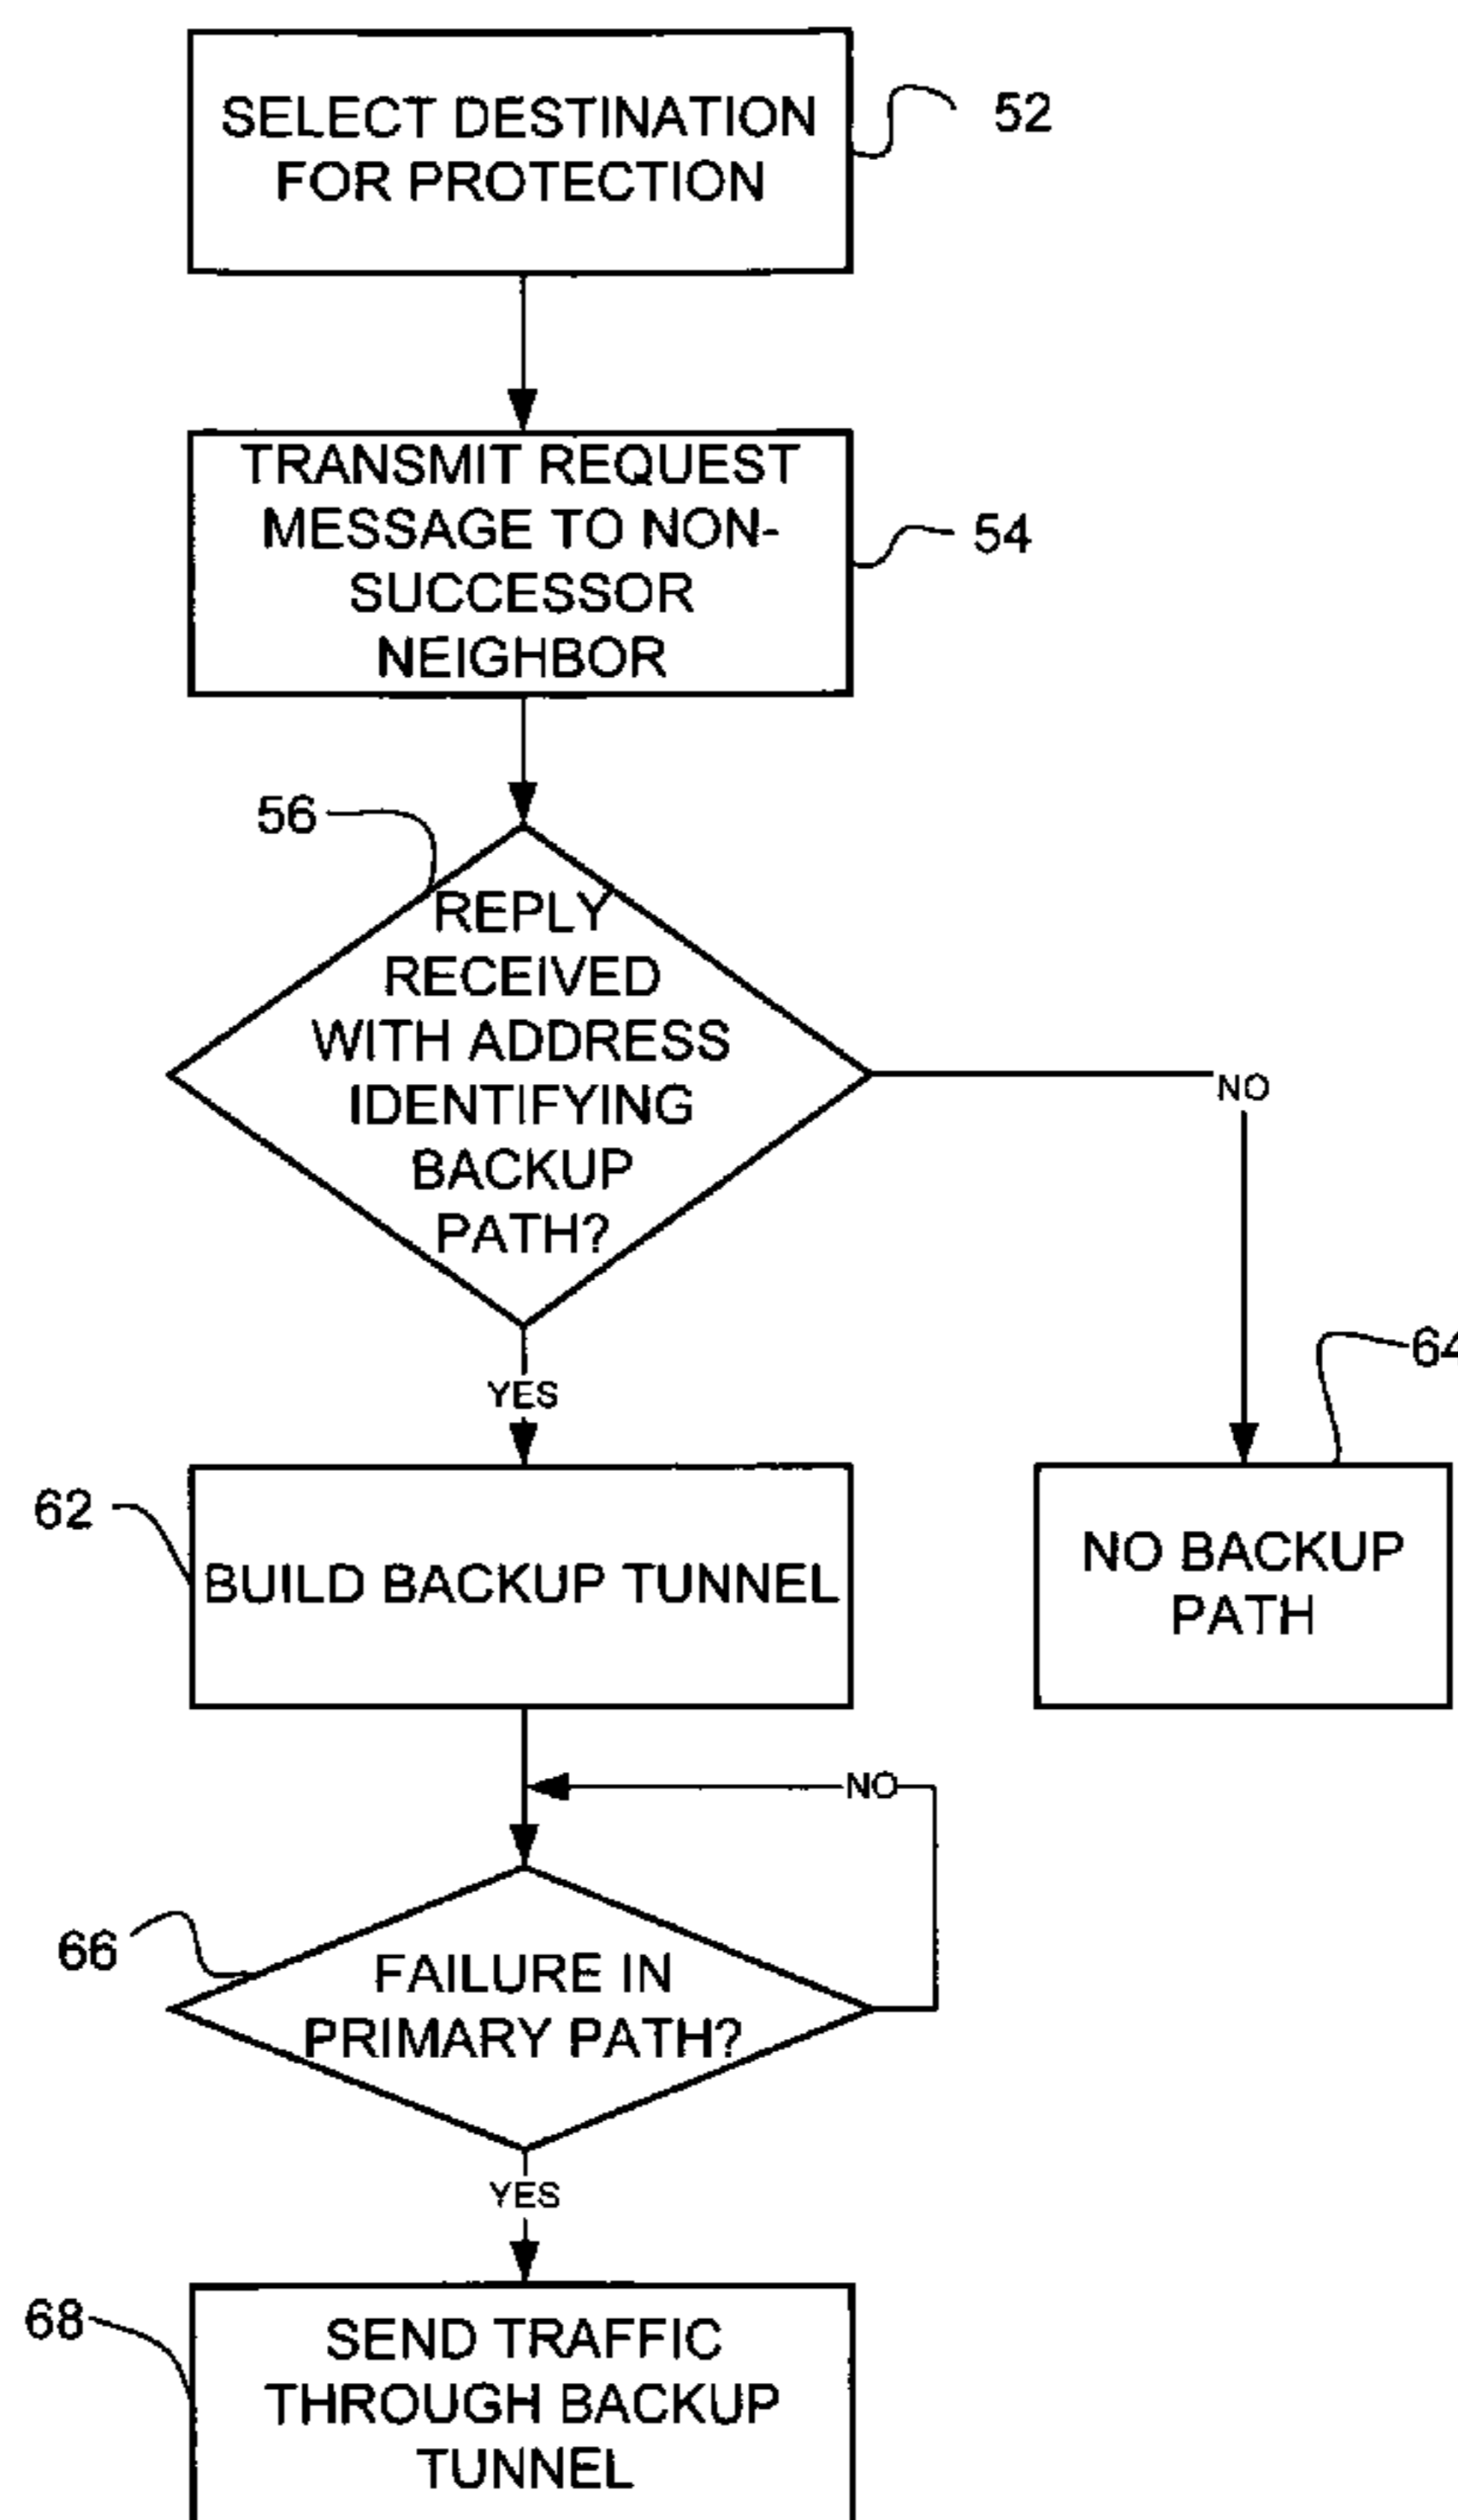 SELECT DESTINATION
FOR PROTECTION
52
TRANSMIT REQUEST
MESSAGE TO NON-
SUCCESSOR
NEIGHBOR
54
56
REPLY
RECEIVED
WITH ADDRESS
IDENTIFYING
BACKUP
PATH?
NO
YES
64
62
BUILD BACKUP TUNNEL
NO BACKUP
PATH
NO
66
FAILURE IN
PRIMARY PATH?
YES
68
SEND TRAFFIC
THROUGH BACKUP
TUNNEL